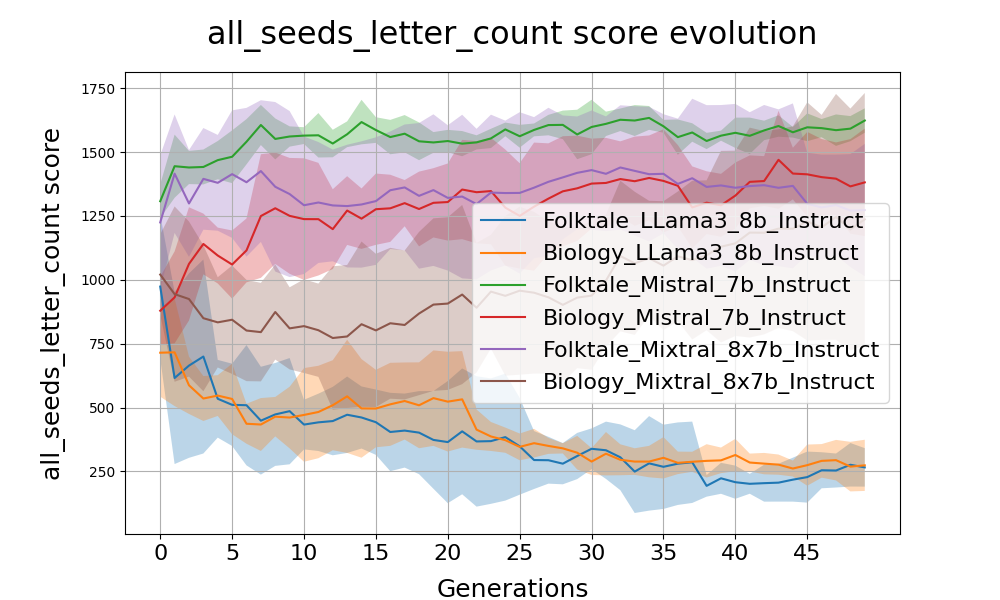 all_seeds_letter_count score evolution
all_seeds_letter_count score
1750
1500
1250
1000
750
500
250
Folktale_LLama3_8b_Instruct
Biology_LLama3_8b_Instruct
Folktale_Mistral_7b_Instruct
Biology_Mistral_7b_Instruct
Folktale_Mixtral_8x7b_Instruct
Biology_Mixtral_8x7b_Instruct
0 5 10 15 20 25 30 35 40 45
Generations